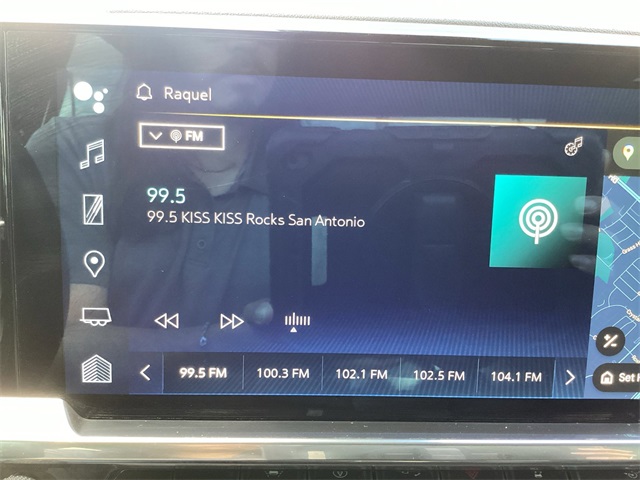 Raquel
FM
99.5
99.5 KISS KISS Rocks San Antonio
99.5 FM 100.3 FM 102.1 FM 102.5 FM 104.1 FM
Set